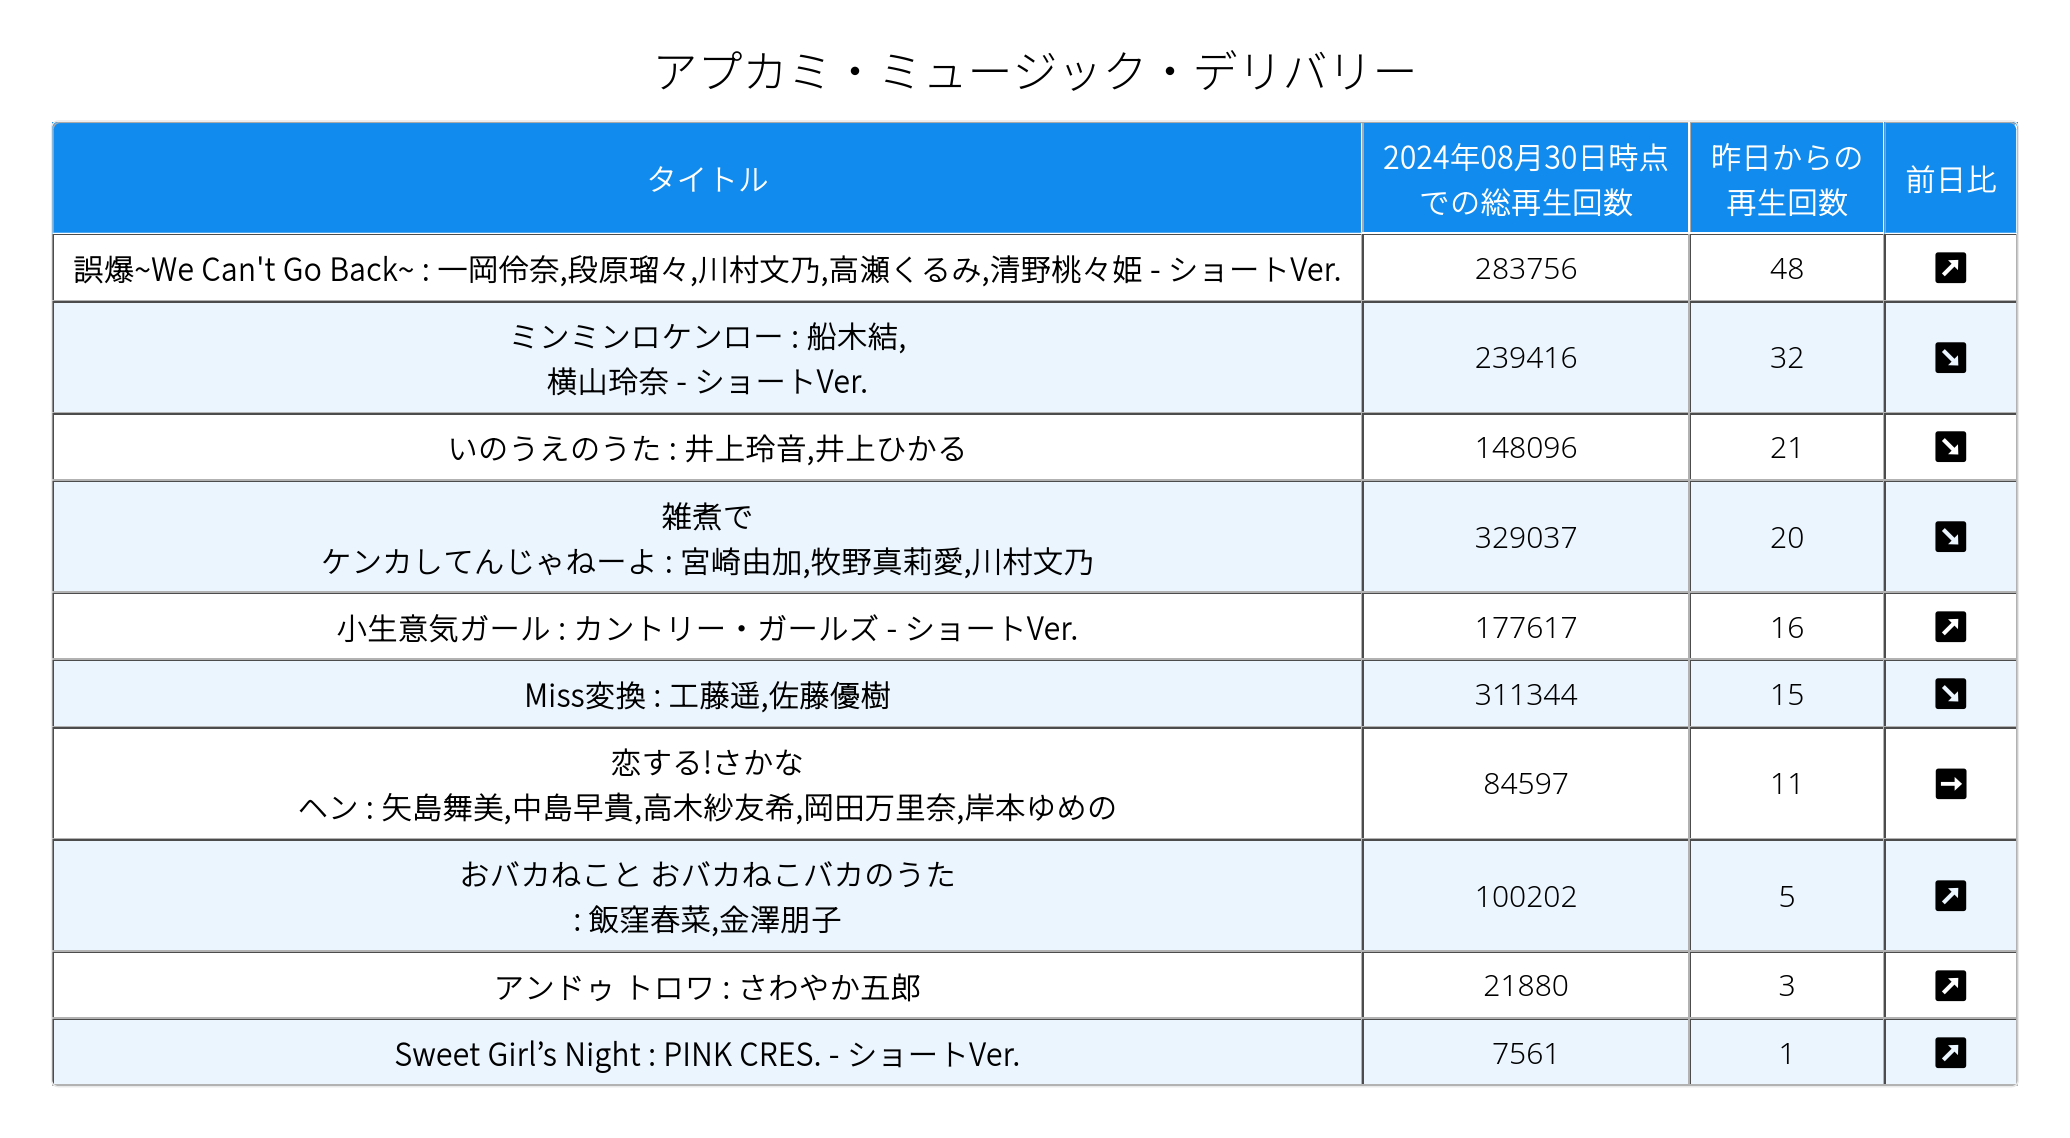 アプカミ・ミュージック・デリバリー
タイトル
2024年08月30日時点
での総再生回数
昨日からの
再生回数
前日比
誤爆~We Can't Go Back~ : 一岡伶奈,段原瑠々,川村文乃,高瀬くるみ,清野桃々姫 - ショートVer.
283756
48
ミンミンロケンロー : 船木結,
横山玲奈 - ショートVer.
239416
32
いのうえのうた : 井上玲音,井上ひかる
148096
21
雑煮で
ケンカしてんじゃねーよ : 宮崎由加,牧野真莉愛,川村文乃
329037
20
小生意気ガール : カントリー・ガールズ - ショートVer.
177617
16
Miss変換 : 工藤遥,佐藤優樹
311344
15
恋する!さかな
ヘン : 矢島舞美,中島早貴,高木紗友希,岡田万里奈,岸本ゆめの
84597
11
おバカねこと おバカねこバカのうた
: 飯窪春菜,金澤朋子
100202
5
アンドゥ トロワ : さわやか五郎
21880
3
Sweet Girl’s Night : PINK CRES. - ショートVer.
7561
1